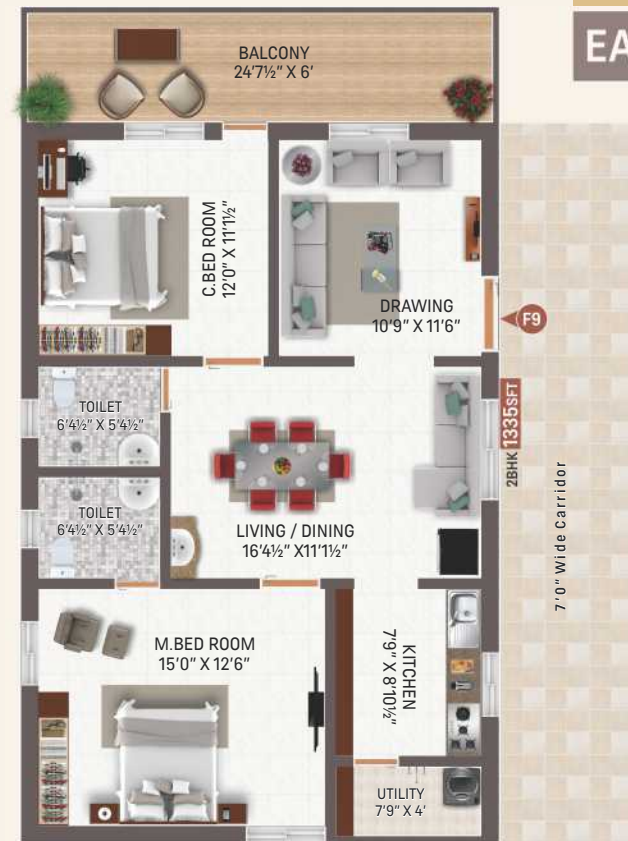 EA
BALCONY
24'7½" X 6'
C.BED ROOM
12'0" X 11'1½"
DRAWING
10'9" X 11'6"
F9
TOILET
6'4½" X 5'4½"
2BHK 1335SFT
TOILET
6'4½" X 5'4½"
LIVING / DINING
16'4½" X11'1½"
7'0" Wide Carridor
M.BED ROOM
15'0" X 12'6"
KITCHEN
7'9" X 8'10½"
UTILITY
7'9" X 4'